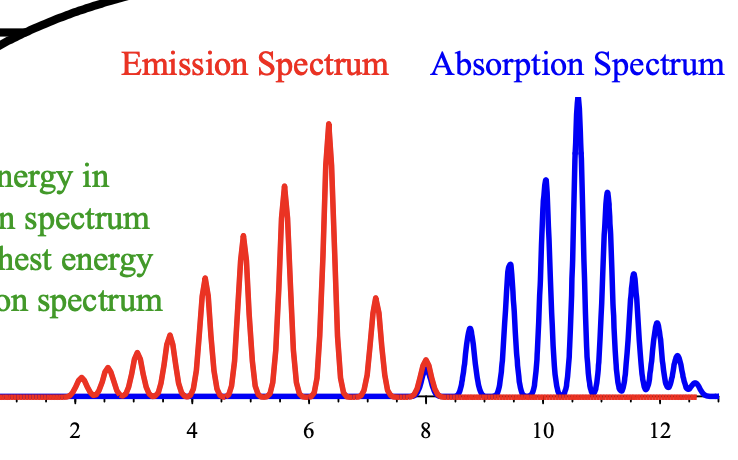 Emission Spectrum
Absorption Spectrum
nergy in
n spectrum
hest energy
on spectrum
2 4 6 8 10 12